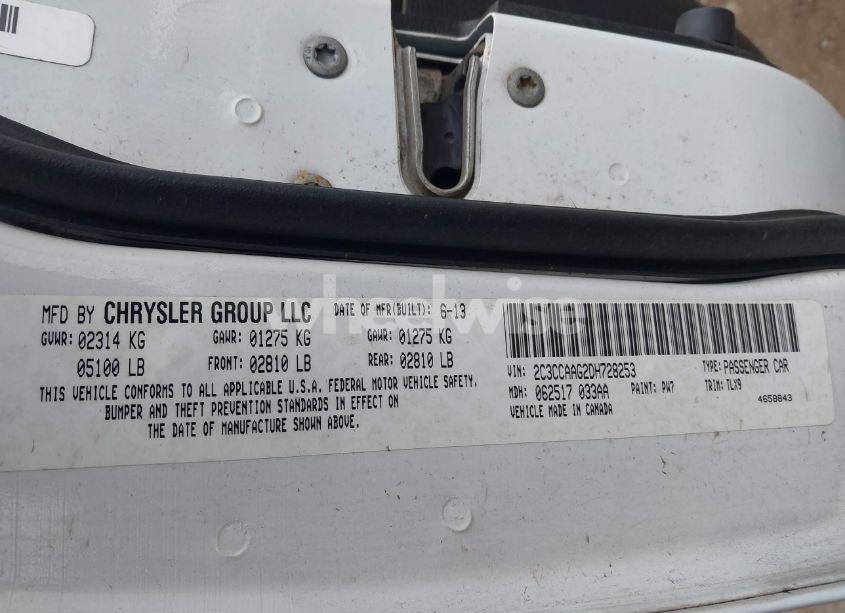 MFD BY CHRYSLER GROUP LLC DATE OF MFR(BUILT): 6-13
GVWR: 02314 KG GAWR: 01275 KG GAWR: 01275 KG
05100 LB FRONT: 02810 LB REAR: 02810 LB
THIS VEHICLE CONFORMS TO ALL APPLICABLE U.S.A. FEDERAL MOTOR VEHICLE SAFETY,
BUMPER AND THEFT PREVENTION STANDARDS IN EFFECT ON
THE DATE OF MANUFACTURE SHOWN ABOVE.
VIN: 2C3CCAAG2DH728253 TYPE: PASSENGER CAR
MDH: 062517 033AA PAINT: PW7 TRIM: TLX9
VEHICLE MADE IN CANADA 4658843
wheelwise